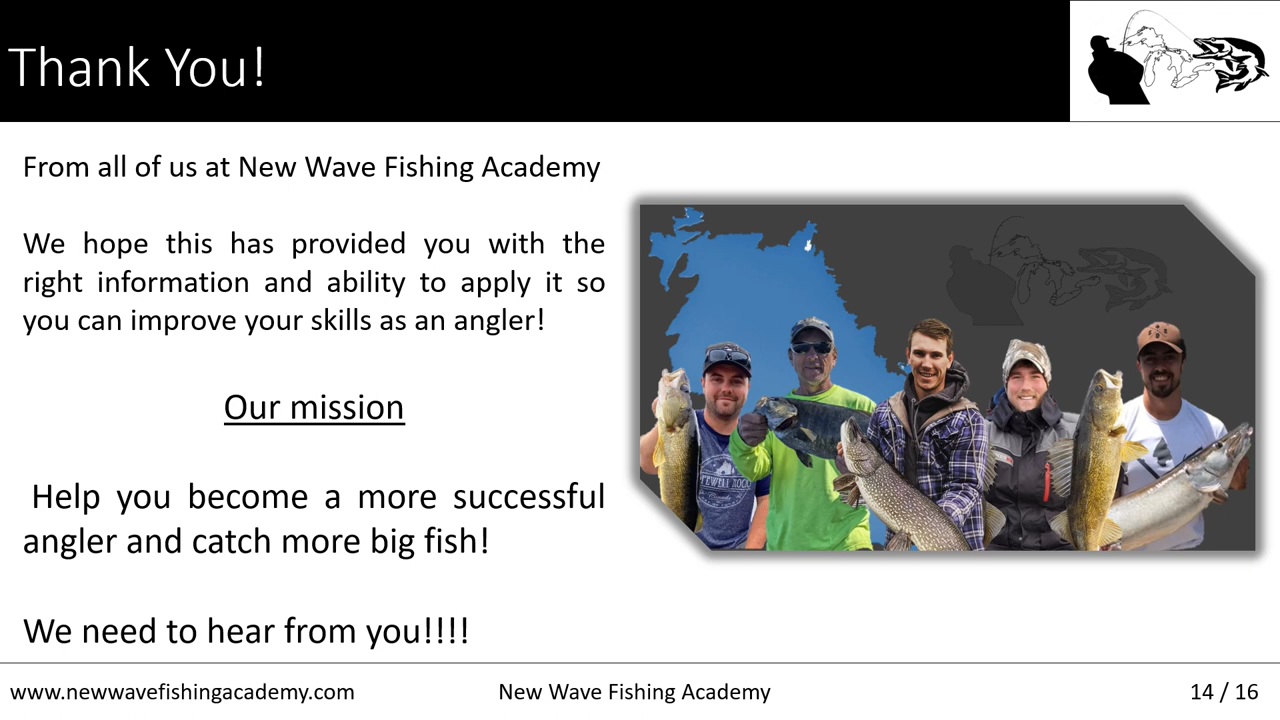 Thank You!
From all of us at New Wave Fishing Academy
We hope this has provided you with the
right information and ability to apply it so
you can improve your skills as an angler!
Our mission
Help you become a more successful
angler and catch more big fish!
We need to hear from you!!!!
www.newwavefishingacademy.com
New Wave Fishing Academy
14 / 16